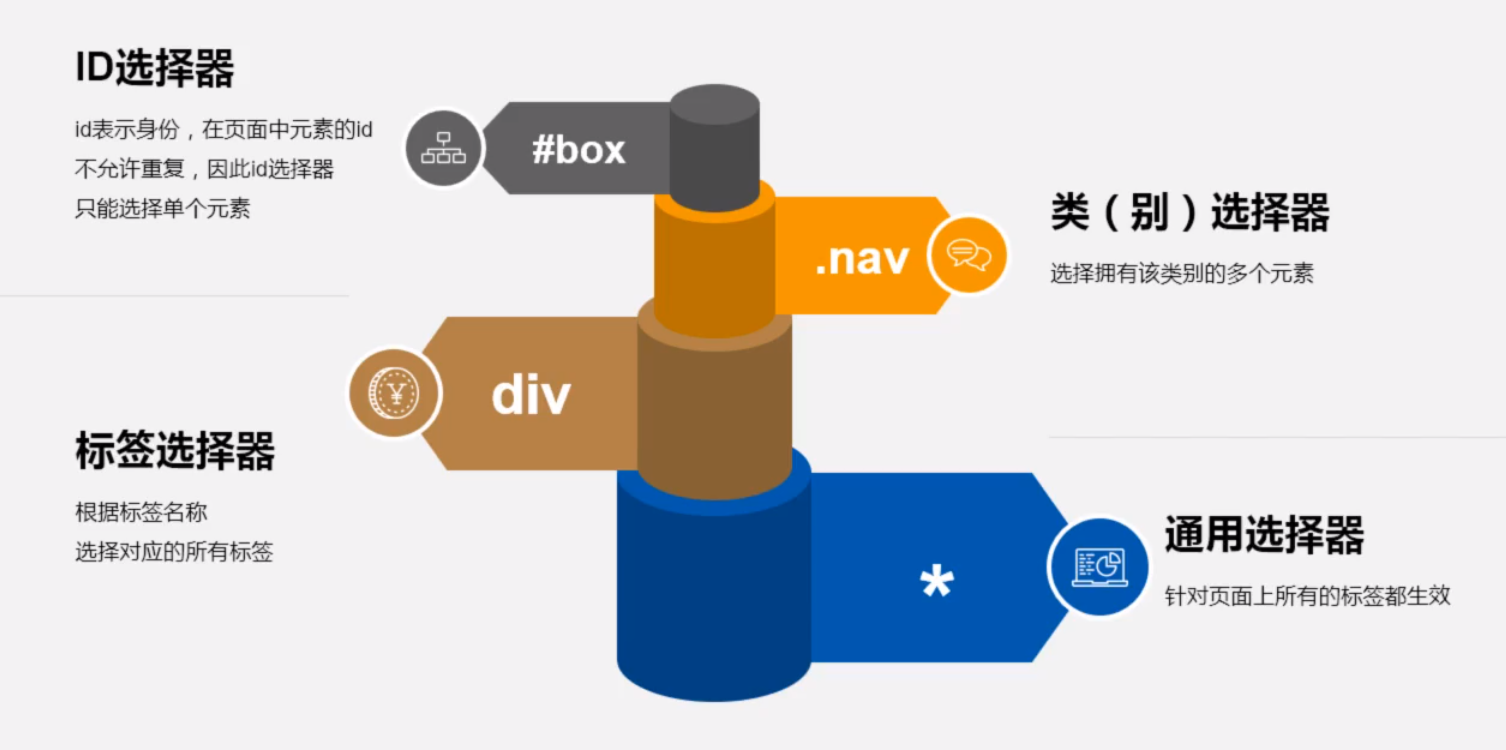 ID选择器
id表示身份，在页面中元素的id
不允许重复，因此id选择器
只能选择单个元素
#box
类（别）选择器
选择拥有该类别的多个元素
.nav
标签选择器
根据标签名称
选择对应的所有标签
div
¥
通用选择器
针对页面上所有的标签都生效
*